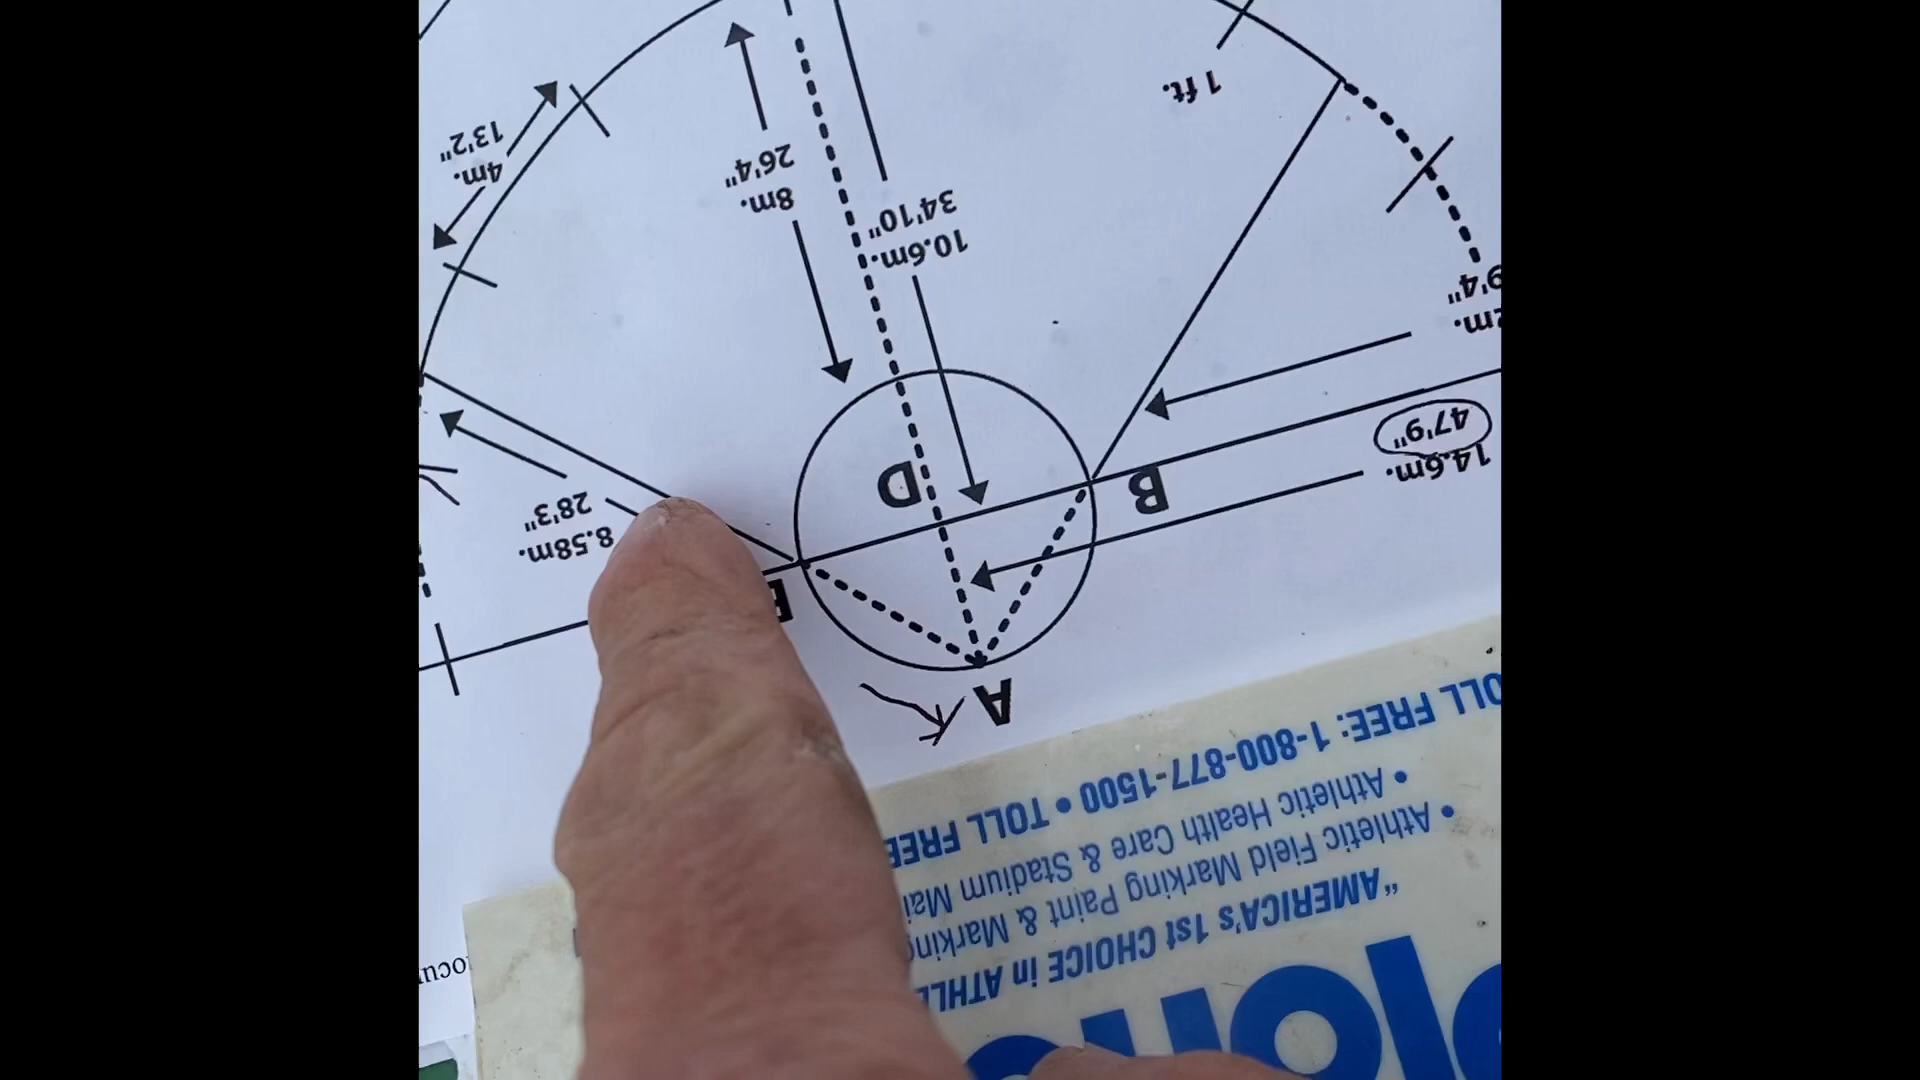 13'2"
4m.
26'4"
8m.
34'10"
10.6m.
1 ft.
9'4"
47'9"
14.6m.
28'3"
8.58m.
D
B
A
TOLL FREE: 1-800-877-1500 • TOLL FREE
• Athletic Health Care & Stadium
• Athletic Field Marking Paint & Marking
"AMERICA'S 1st CHOICE in